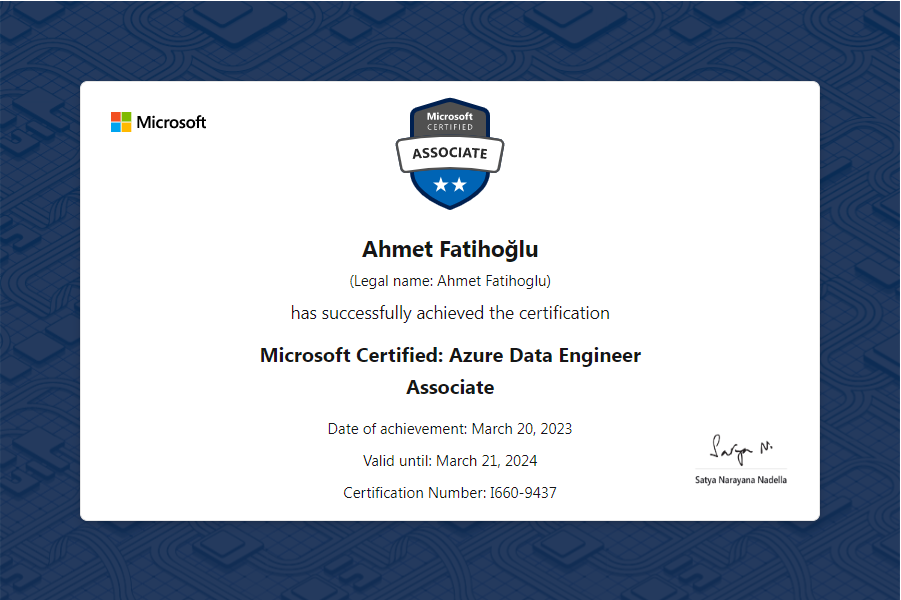 Microsoft
Microsoft
CERTIFIED
ASSOCIATE
Ahmet Fatihoğlu
(Legal name: Ahmet Fatihoglu)
has successfully achieved the certification
Microsoft Certified: Azure Data Engineer
Associate
Date of achievement: March 20, 2023
Valid until: March 21, 2024
Certification Number: I660-9437
Satya N.
Satya Narayana Nadella